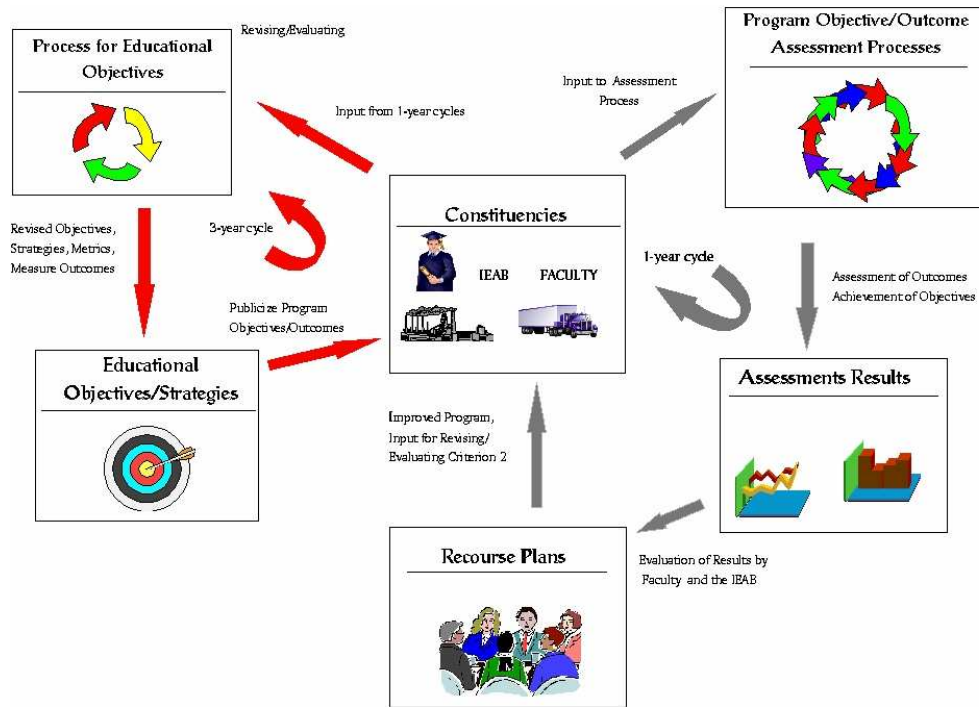 Process for Educational
Objectives
Revising/Evaluating
Program Objective/Outcome
Assessment Processes
Input to Assessment
Process
Input from 1-year cycles
Constituencies
IEAB
FACULTY
3-year cycle
1-year cycle
Revised Objectives,
Strategies, Metrics,
Measure Outcomes
Assessment of Outcomes
Achievement of Objectives
Publicize Program
Objectives/Outcomes
Educational
Objectives/Strategies
Assessments Results
Improved Program,
Input for Revising/
Evaluating Criterion 2
Recourse Plans
Evaluation of Results by
Faculty and the IEAB